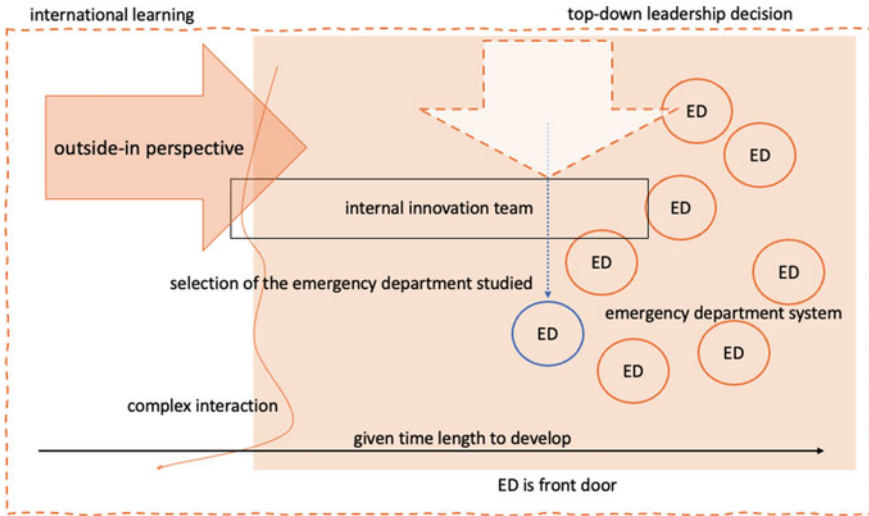 international learning
top-down leadership decision
ED
outside-in perspective
ED
internal innovation team
ED
ED
ED
selection of the emergency department studied
emergency department system
ED
ED
ED
complex interaction
given time length to develop
ED is front door